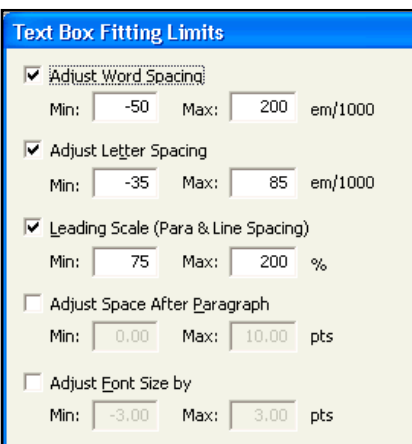 Text Box Fitting Limits
Adjust Word Spacing
Min: -50 Max: 200 em/1000
Adjust Letter Spacing
Min: -35 Max: 85 em/1000
Leading Scale (Para & Line Spacing)
Min: 75 Max: 200 %
Adjust Space After Paragraph
Min: 0.00 Max: 10.00 pts
Adjust Font Size by
Min: -3.00 Max: 3.00 pts